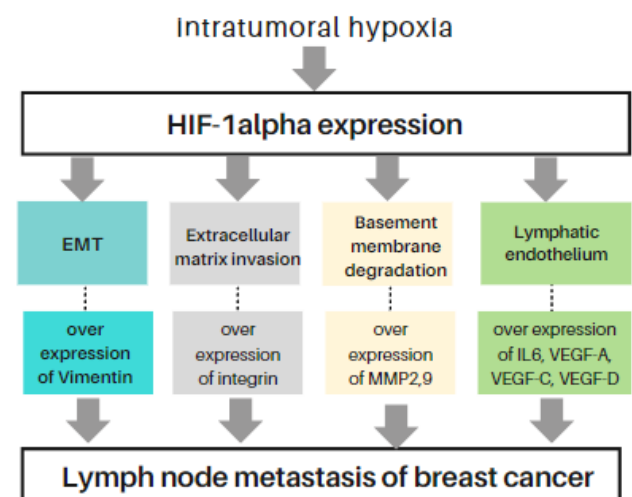 intratumoral hypoxia
HIF-1alpha expression
EMT
Extracellular
matrix invasion
Basement
membrane
degradation
Lymphatic
endothelium
over
expression
of Vimentin
over
expression
of integrin
over
expression
of MMP2,9
over expression
of IL6, VEGF-A,
VEGF-C, VEGF-D
Lymph node metastasis of breast cancer